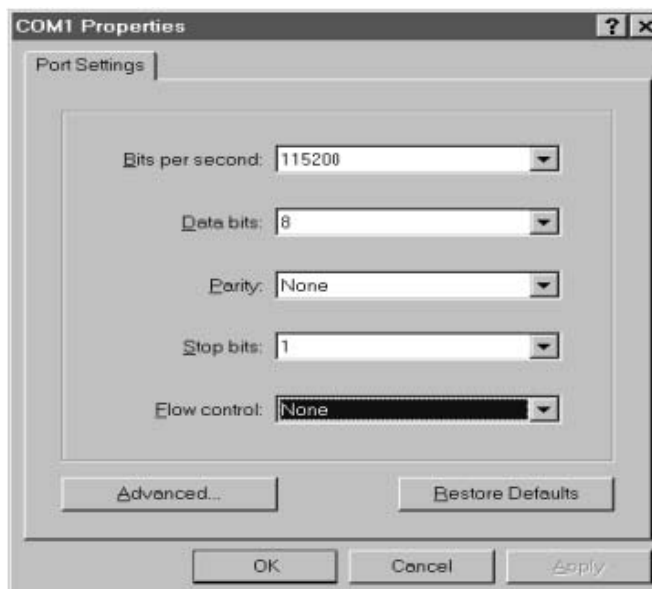 COM1 Properties
Port Settings
Bits per second: 115200
Data bits: 8
Parity: None
Stop bits: 1
Flow control: None
Advanced...
Restore Defaults
OK
Cancel
Apply